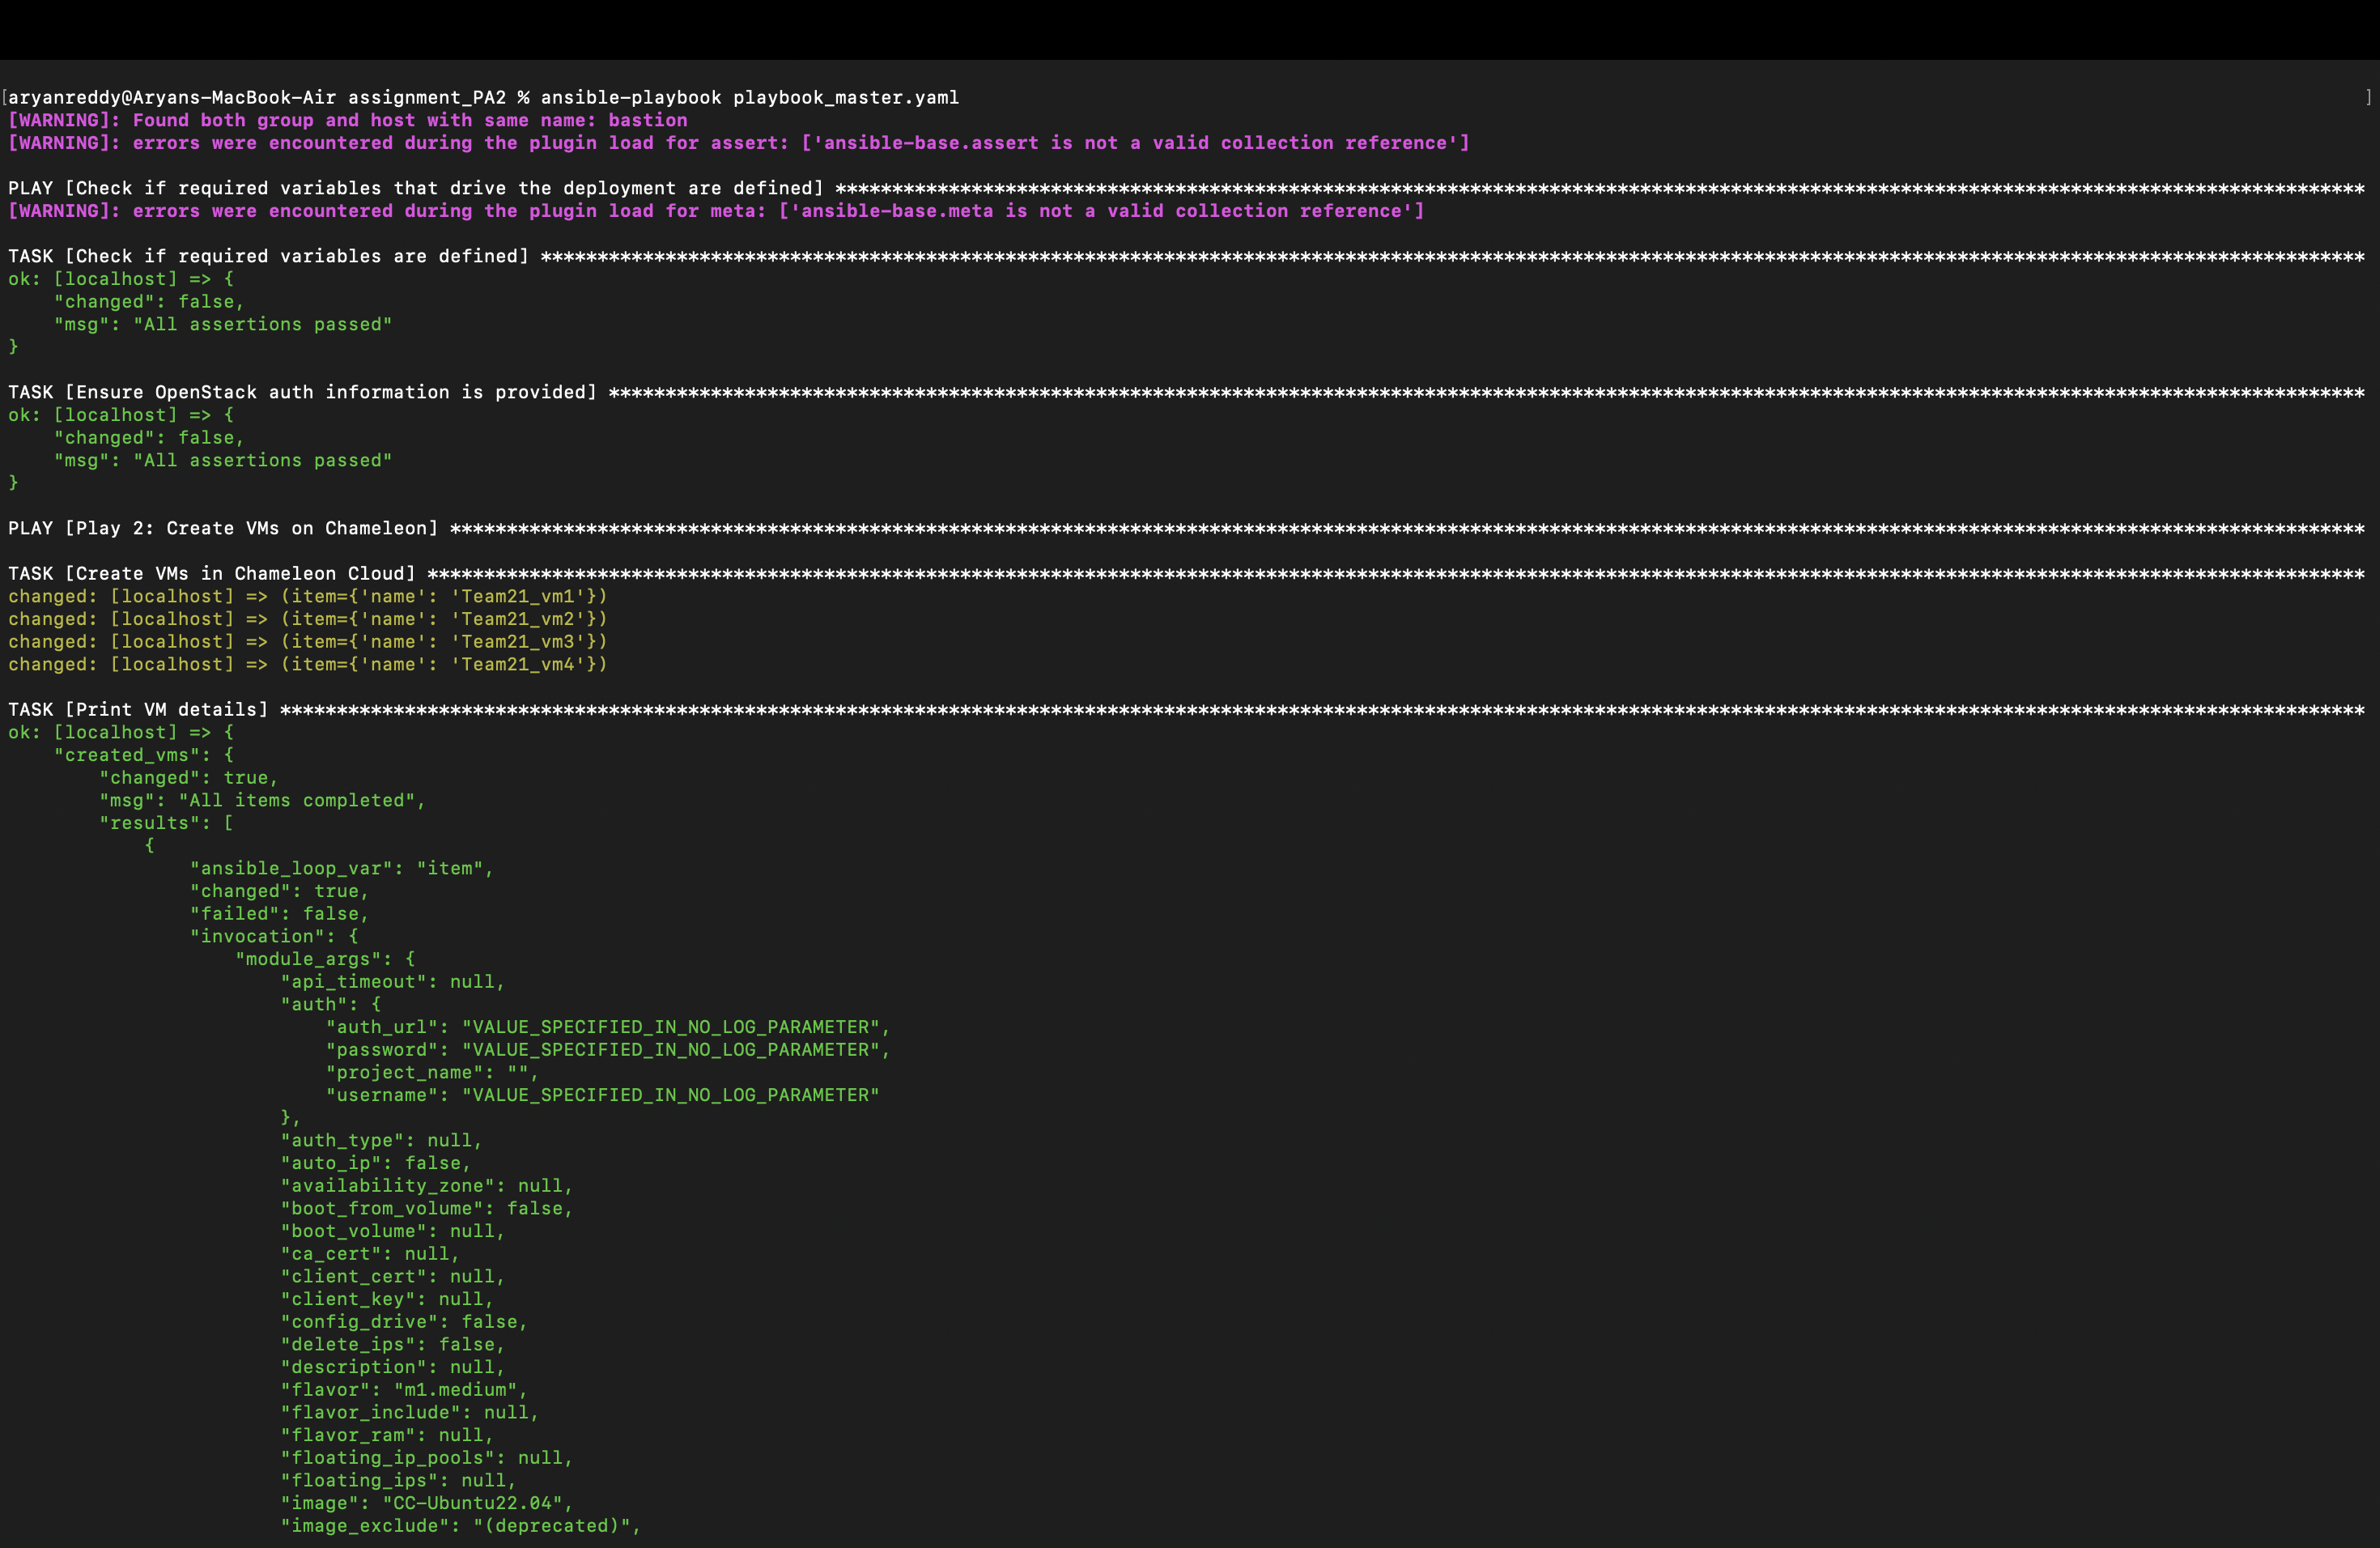 [aryanreddy@Aryans-MacBook-Air assignment_PA2 % ansible-playbook playbook_master.yaml ]
[WARNING]: Found both group and host with same name: bastion
[WARNING]: errors were encountered during the plugin load for assert: ['ansible-base.assert is not a valid collection reference']
PLAY [Check if required variables that drive the deployment are defined] ****************************************************************************************************************************************
[WARNING]: errors were encountered during the plugin load for meta: ['ansible-base.meta is not a valid collection reference']
TASK [Check if required variables are defined] ******************************************************************************************************************************************************************
ok: [localhost] => {
    "changed": false,
    "msg": "All assertions passed"
}
TASK [Ensure OpenStack auth information is provided] ************************************************************************************************************************************************************
ok: [localhost] => {
    "changed": false,
    "msg": "All assertions passed"
}
PLAY [Play 2: Create VMs on Chameleon] **************************************************************************************************************************************************************************
TASK [Create VMs in Chameleon Cloud] ****************************************************************************************************************************************************************************
changed: [localhost] => (item={'name': 'Team21_vm1'})
changed: [localhost] => (item={'name': 'Team21_vm2'})
changed: [localhost] => (item={'name': 'Team21_vm3'})
changed: [localhost] => (item={'name': 'Team21_vm4'})
TASK [Print VM details] *****************************************************************************************************************************************************************************************
ok: [localhost] => {
    "created_vms": {
        "changed": true,
        "msg": "All items completed",
        "results": [
            {
                "ansible_loop_var": "item",
                "changed": true,
                "failed": false,
                "invocation": {
                    "module_args": {
                        "api_timeout": null,
                        "auth": {
                            "auth_url": "VALUE_SPECIFIED_IN_NO_LOG_PARAMETER",
                            "password": "VALUE_SPECIFIED_IN_NO_LOG_PARAMETER",
                            "project_name": "",
                            "username": "VALUE_SPECIFIED_IN_NO_LOG_PARAMETER"
                        },
                        "auth_type": null,
                        "auto_ip": false,
                        "availability_zone": null,
                        "boot_from_volume": false,
                        "boot_volume": null,
                        "ca_cert": null,
                        "client_cert": null,
                        "client_key": null,
                        "config_drive": false,
                        "delete_ips": false,
                        "description": null,
                        "flavor": "m1.medium",
                        "flavor_include": null,
                        "flavor_ram": null,
                        "floating_ip_pools": null,
                        "floating_ips": null,
                        "image": "CC-Ubuntu22.04",
                        "image_exclude": "(deprecated)",